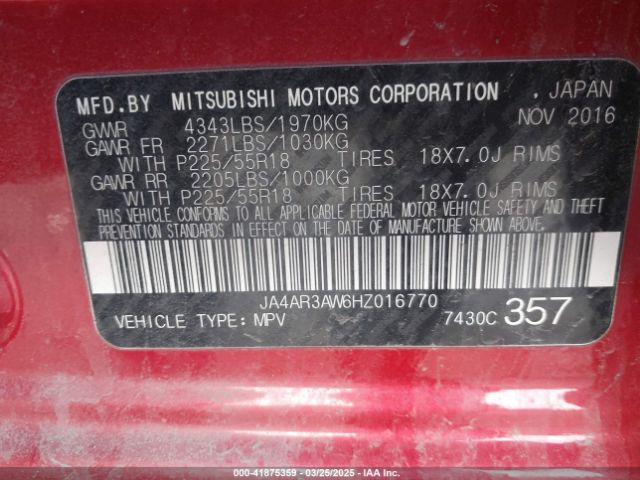 MFD.BY MITSUBISHI MOTORS CORPORATION . JAPAN
GVWR 4343LBS/1970KG NOV 2016
GAWR FR 2271LBS/1030KG
WITH P225/55R18 TIRES 18X7.0J RIMS
GAWR RR 2205LBS/1000KG
WITH P225/55R18 TIRES 18X7.0J RIMS
THIS VEHICLE CONFORMS TO ALL APPLICABLE FEDERAL MOTOR VEHICLE SAFETY AND THEFT
PREVENTION STANDARDS IN EFFECT ON THE DATE OF MANUFACTURE SHOWN ABOVE.
JA4AR3AW6HZ016770
VEHICLE TYPE: MPV 7430C 357
000-41875359 - 03/25/2025 - IAA Inc.